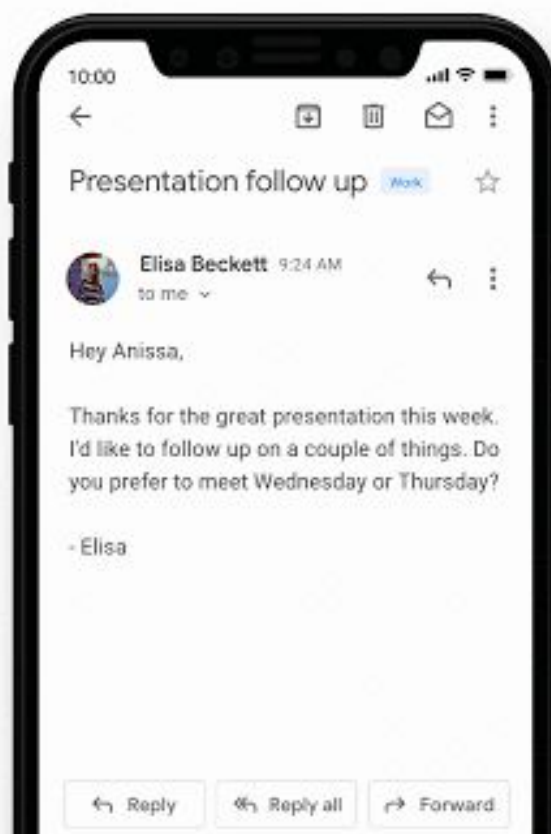 10:00
Presentation follow up Work
Elisa Beckett 9:24 AM
to me
Hey Anissa,
Thanks for the great presentation this week.
I'd like to follow up on a couple of things. Do
you prefer to meet Wednesday or Thursday?
- Elisa
Reply Reply all Forward